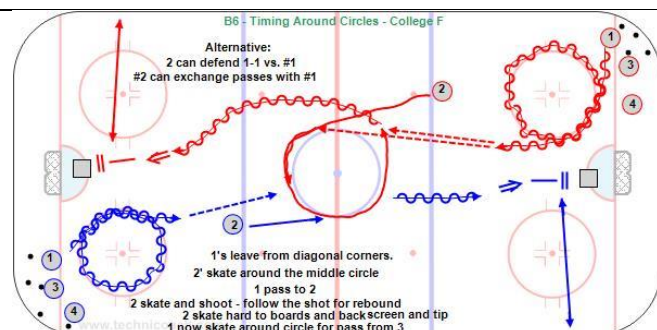 B6 - Timing Around Circles - College F
Alternative:
2 can defend 1-1 vs. #1
#2 can exchange passes with #1
1
3
4
2
2
1
3
4
1's leave from diagonal corners.
2' skate around the middle circle
1 pass to 2
2 skate and shoot - follow the shot for rebound
2 skate hard to boards and back screen and tip
1 now skate around circle for pass from 3
www.technic